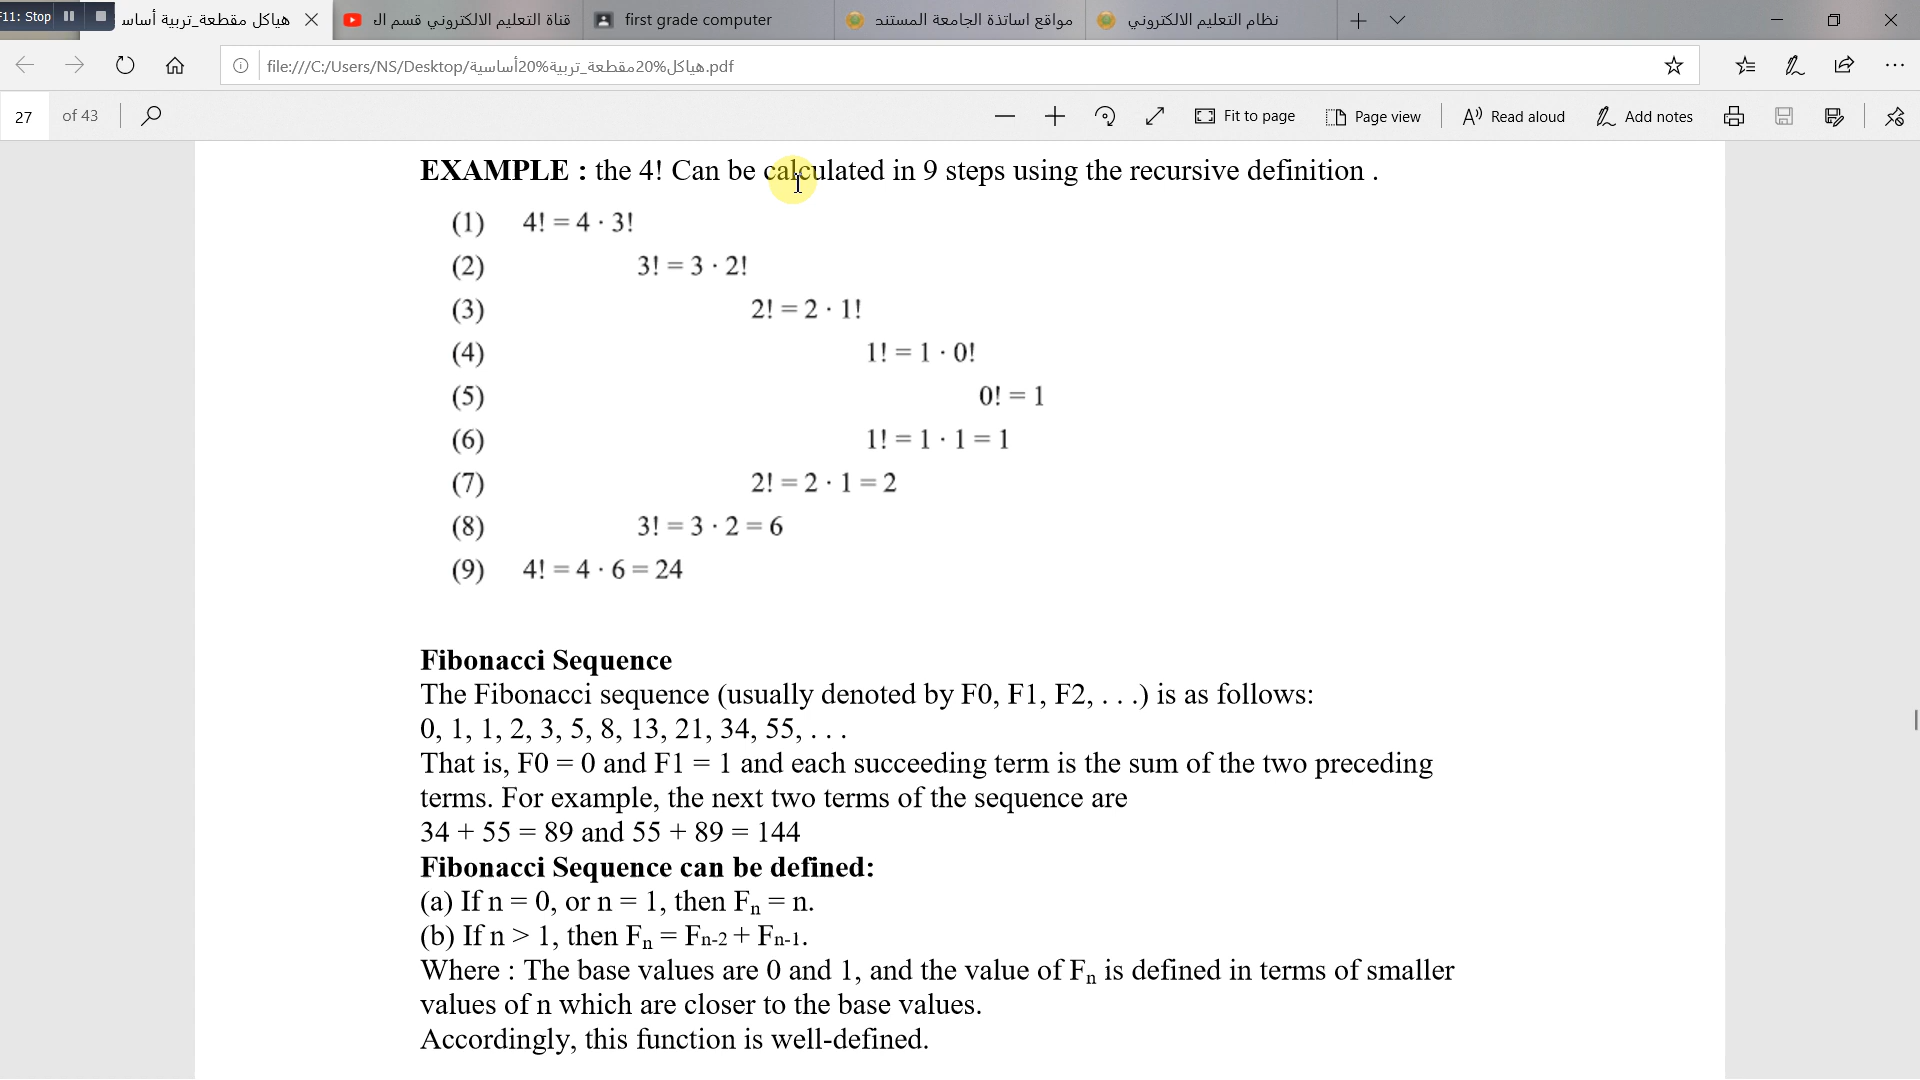 F11: Stop
هياكل مقطعة_تربية أساس
قناة التعليم الالكتروني قسم ال
first grade computer
مواقع اساتذة الجامعة المستند
نظام التعليم الالكتروني
file:///C:/Users/NS/Desktop/هياكل%20مقطعة_تربية%20أساسية.pdf
27 of 43
Fit to page
Page view
Read aloud
Add notes
EXAMPLE : the 4! Can be calculated in 9 steps using the recursive definition .
(1) 4! = 4 · 3!
(2) 3! = 3 · 2!
(3) 2! = 2 · 1!
(4) 1! = 1 · 0!
(5) 0! = 1
(6) 1! = 1 · 1 = 1
(7) 2! = 2 · 1 = 2
(8) 3! = 3 · 2 = 6
(9) 4! = 4 · 6 = 24
Fibonacci Sequence
The Fibonacci sequence (usually denoted by F0, F1, F2, . . .) is as follows:
0, 1, 1, 2, 3, 5, 8, 13, 21, 34, 55, . . .
That is, F0 = 0 and F1 = 1 and each succeeding term is the sum of the two preceding
terms. For example, the next two terms of the sequence are
34 + 55 = 89 and 55 + 89 = 144
Fibonacci Sequence can be defined:
(a) If n = 0, or n = 1, then Fn = n.
(b) If n > 1, then Fn = Fn-2 + Fn-1.
Where : The base values are 0 and 1, and the value of Fn is defined in terms of smaller
values of n which are closer to the base values.
Accordingly, this function is well-defined.